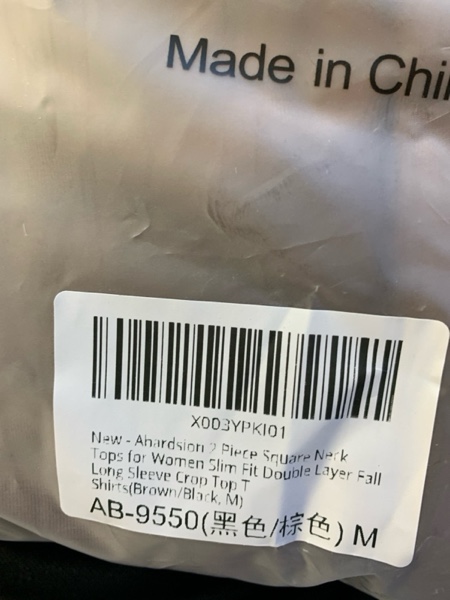 Made in Chi
X003YPKI01
New - Ahardsion 2 Piece Square Neck
Tops for Women Slim Fit Double Layer Fall
Long Sleeve Crop Top T
Shirts(Brown/Black, M)
AB-9550(黑色/棕色) M